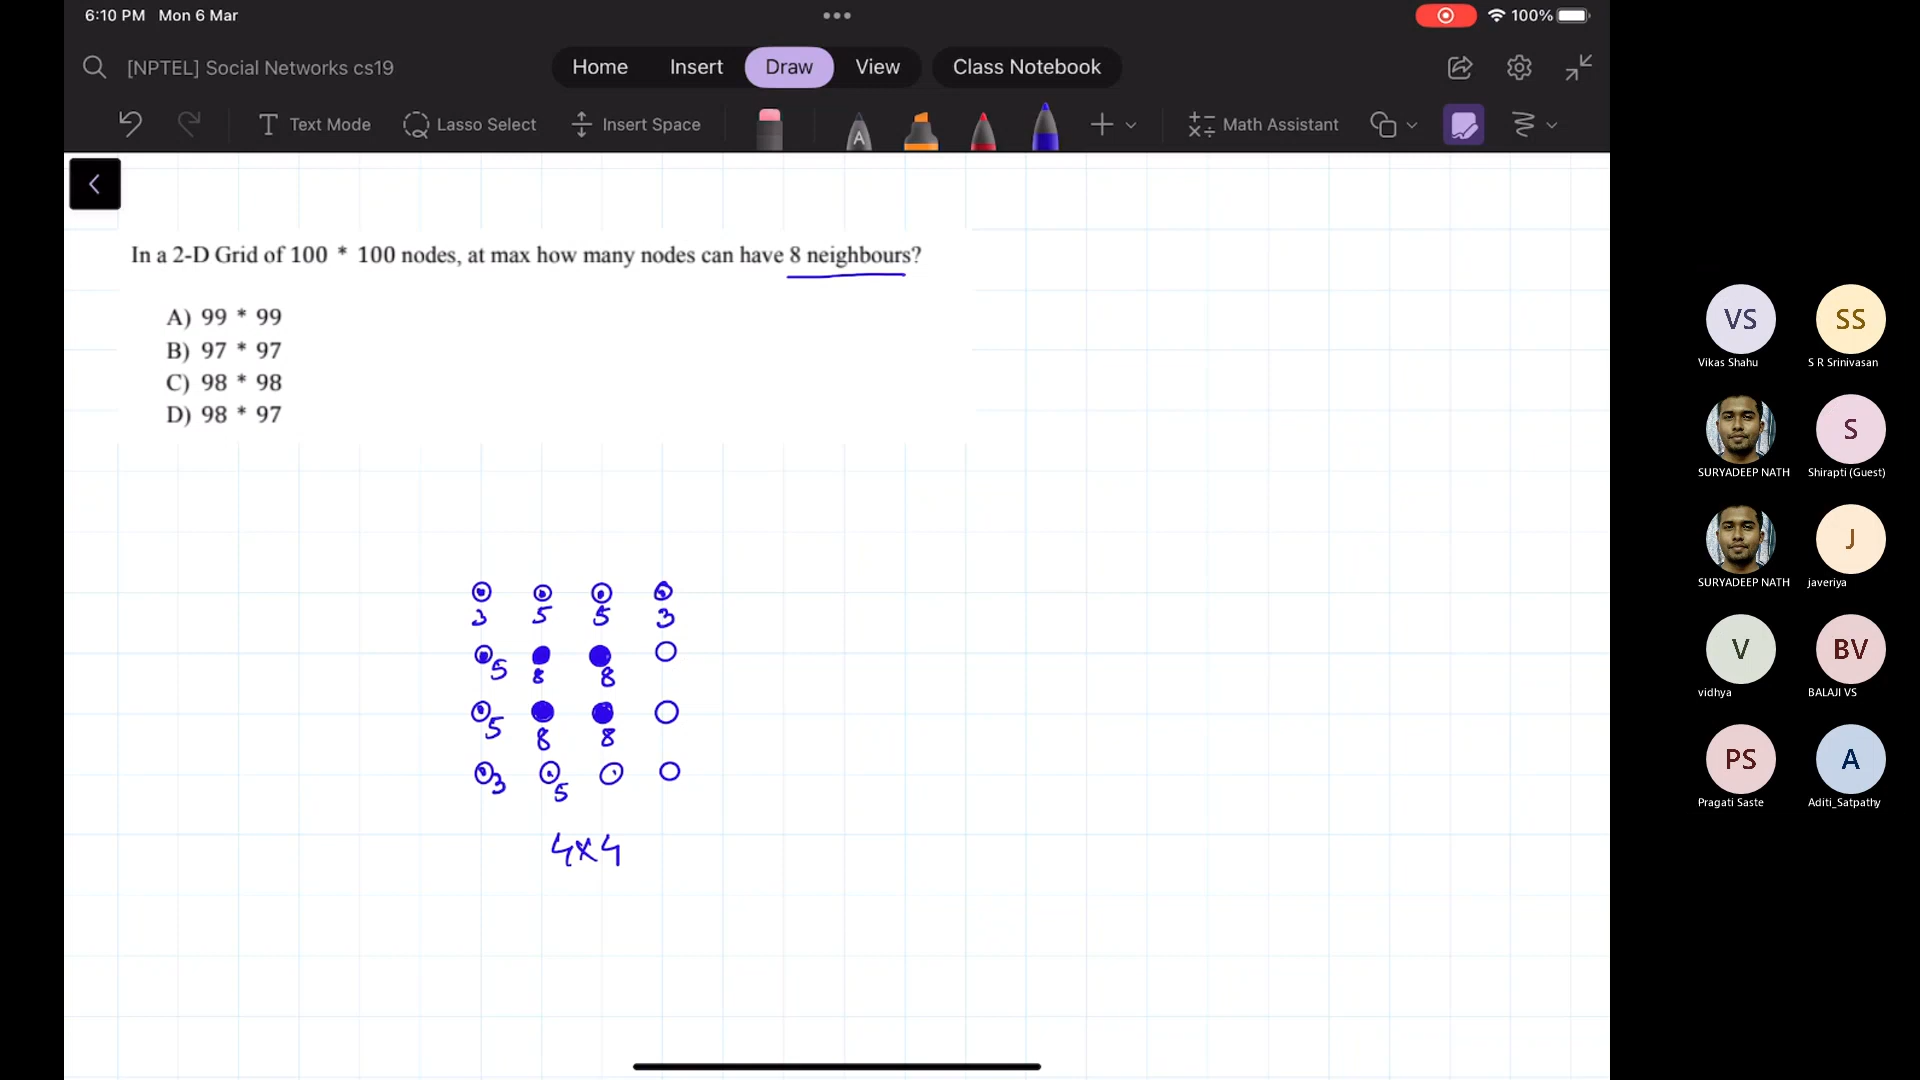 6:10 PM Mon 6 Mar
100%
[NPTEL] Social Networks cs19
Home Insert Draw View Class Notebook
Text Mode Lasso Select Insert Space A Math Assistant
In a 2-D Grid of 100 * 100 nodes, at max how many nodes can have 8 neighbours?
A) 99 * 99
B) 97 * 97
C) 98 * 98
D) 98 * 97
3 5 5 3
5 8 8
5 8 8
3 5
4×4
VS SS
Vikas Shahu S R Srinivasan
S
SURYADEEP NATH Shirapti (Guest)
J
SURYADEEP NATH javeriya
V BV
vidhya BALAJI VS
PS A
Pragati Saste Aditi_Satpathy